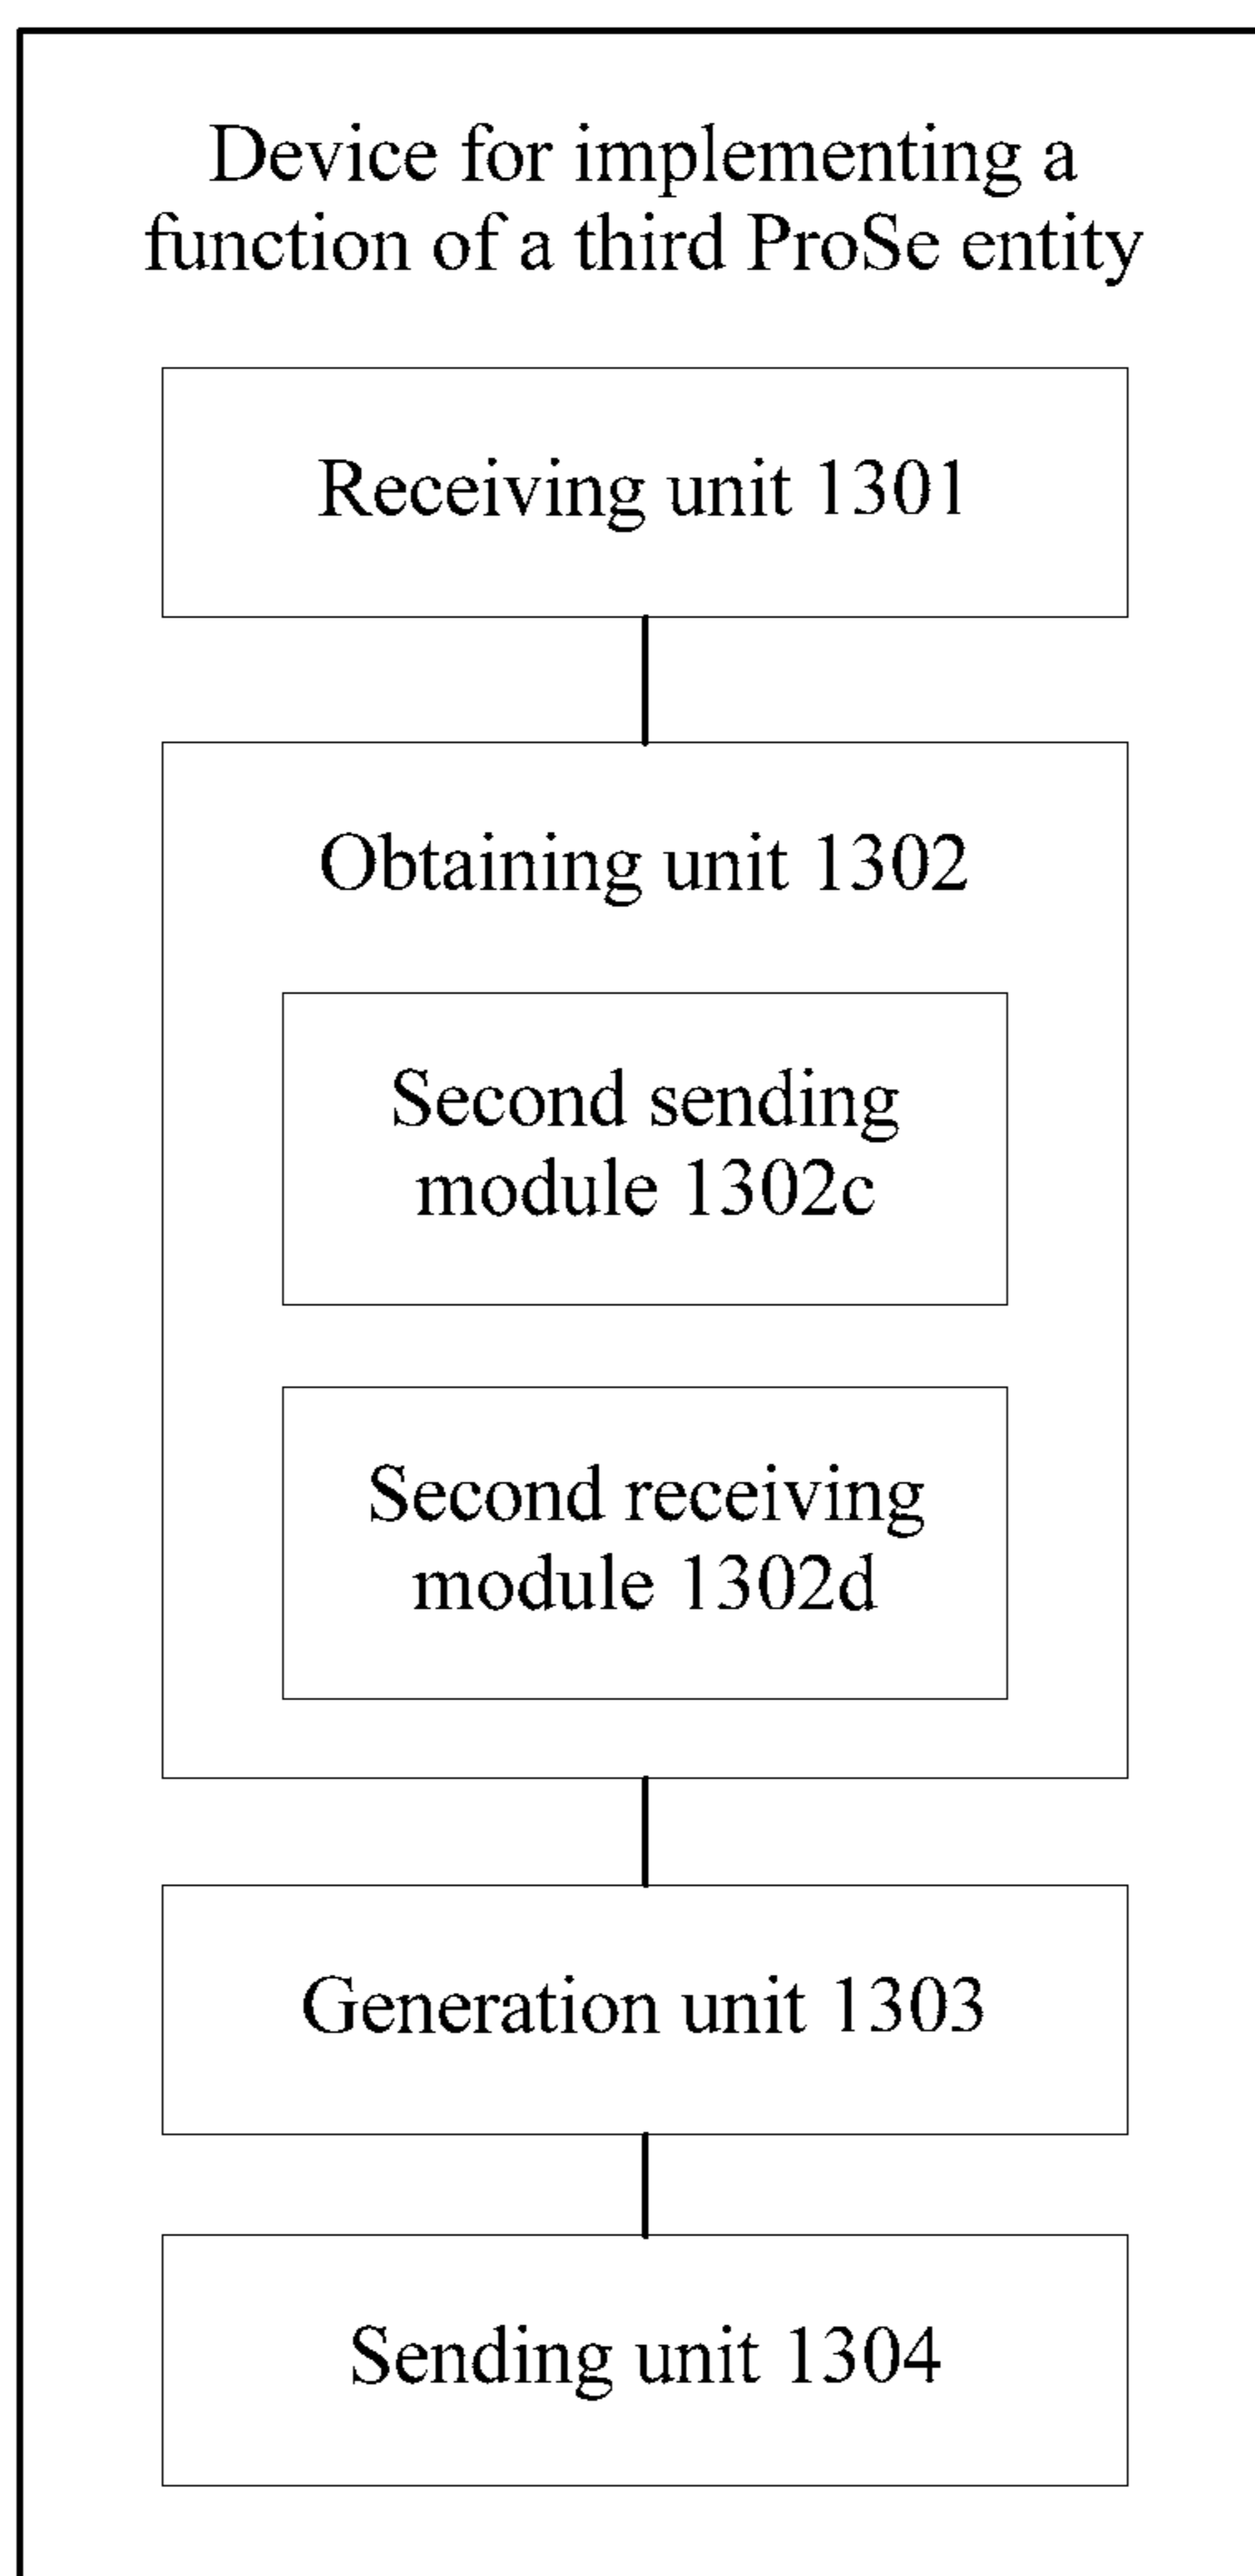 Device for implementing a
function of a third ProSe entity
Receiving unit 1301
Obtaining unit 1302
Second sending
module 1302c
Second receiving
module 1302d
Generation unit 1303
Sending unit 1304